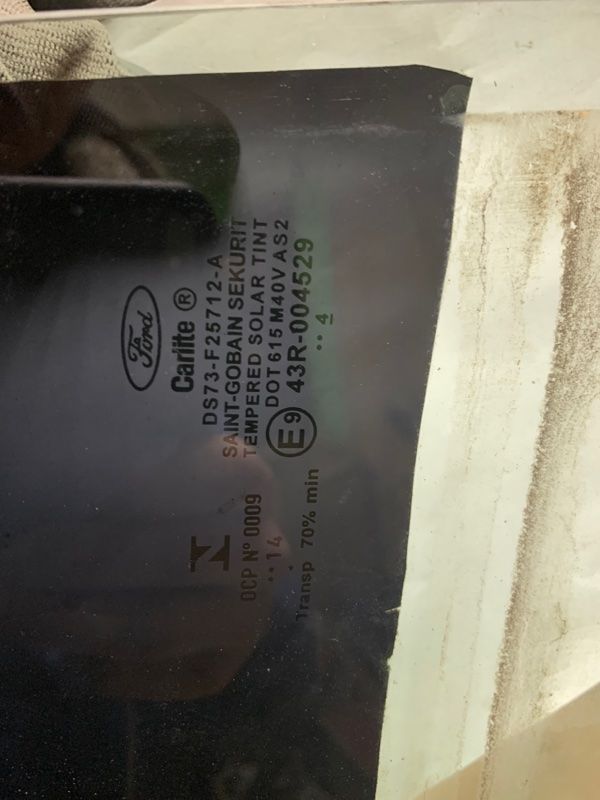 Ford
Carlite ®
DS73-F25712-A
SAINT-GOBAIN SEKURIT
TEMPERED SOLAR TINT
DOT 615 M40V AS2
E9 43R-004529
.. 4
N
OCP N° 0009
..14
.
Transp 70% min